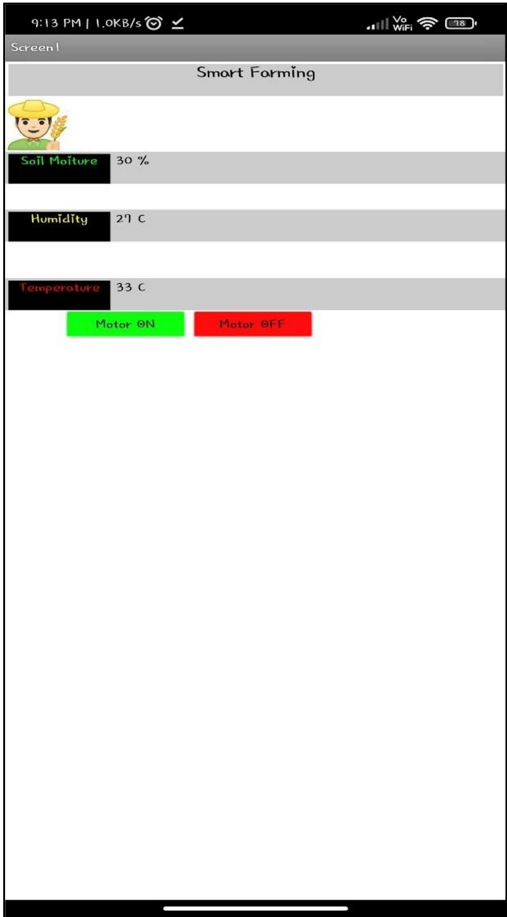 9:13 PM | 1.0KB/s
Vo
WiFi
78
Screen1
Smart Farming
Soil Moiture 30 %
Humidity 27 C
Temperature 33 C
Motor ON Motor OFF